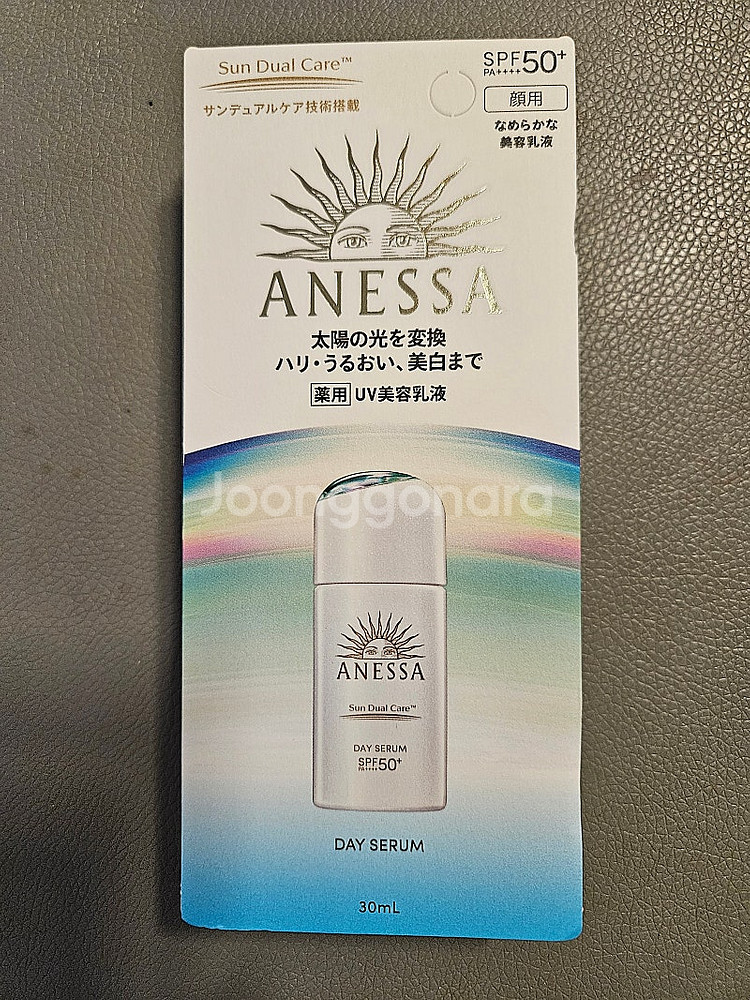 Sun Dual Care™
サンデュアルケア技術搭載
SPF50+
PA++++
顔用
なめらかな
美容乳液
ANESSA
太陽の光を変換
ハリ・うるおい、美白まで
薬用 UV美容乳液
Joonggonara
ANESSA
Sun Dual Care™
DAY SERUM
SPF50+
PA++++
DAY SERUM
30mL